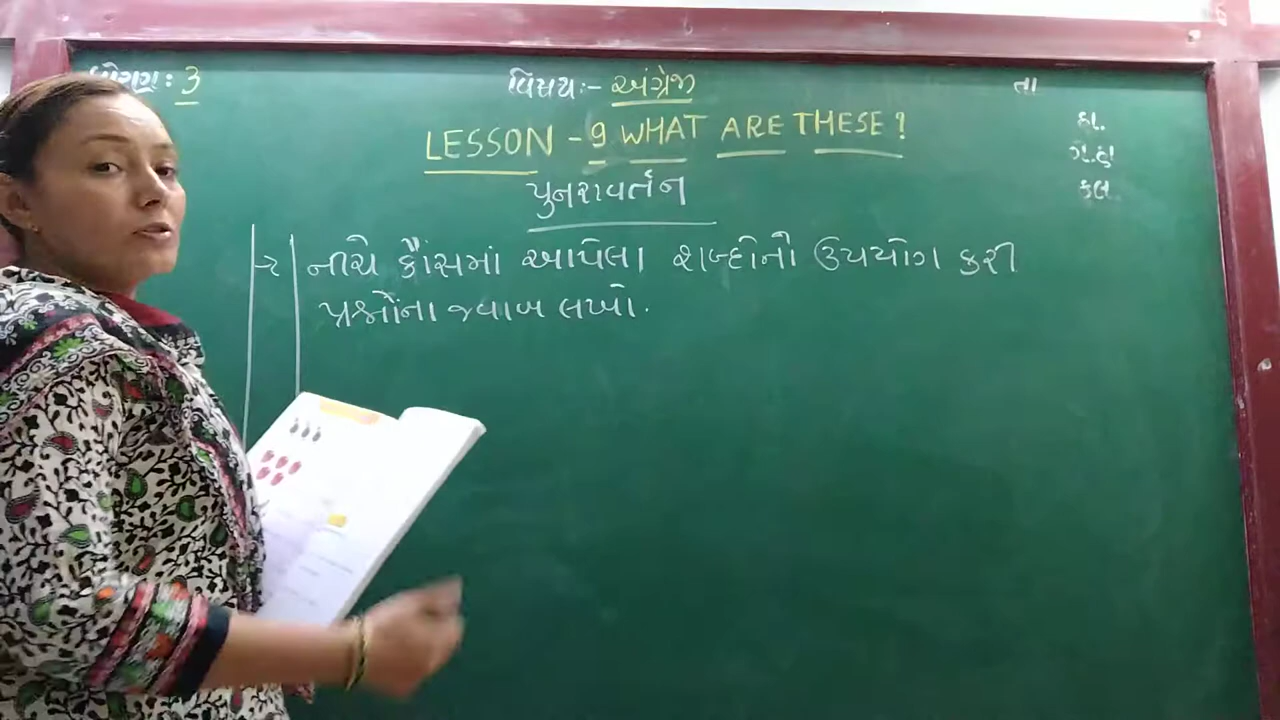 ધોરણ : 3
વિષય :- અંગ્રેજી
તા
LESSON - 9 WHAT ARE THESE ?
હા.
ગે.હા
કુલ
પુનરાવર્તન
નીચે કૌંસમાં આપેલા શબ્દોનો ઉપયોગ કરી
પ્રશ્નોંના જવાબ લખો.